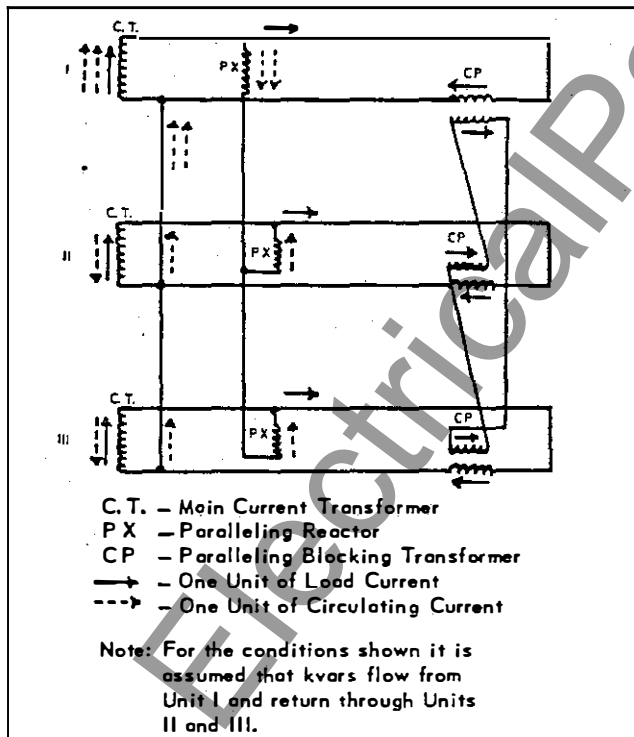 C.T.
I
PX
CP
C.T.
II
PX
CP
C.T.
III
PX
CP
C.T. – Main Current Transformer
PX – Paralleling Reactor
CP – Paralleling Blocking Transformer
– One Unit of Load Current
– One Unit of Circulating Current
Note: For the conditions shown it is
assumed that kvars flow from
Unit I and return through Units
II and III.
ElectricalPa